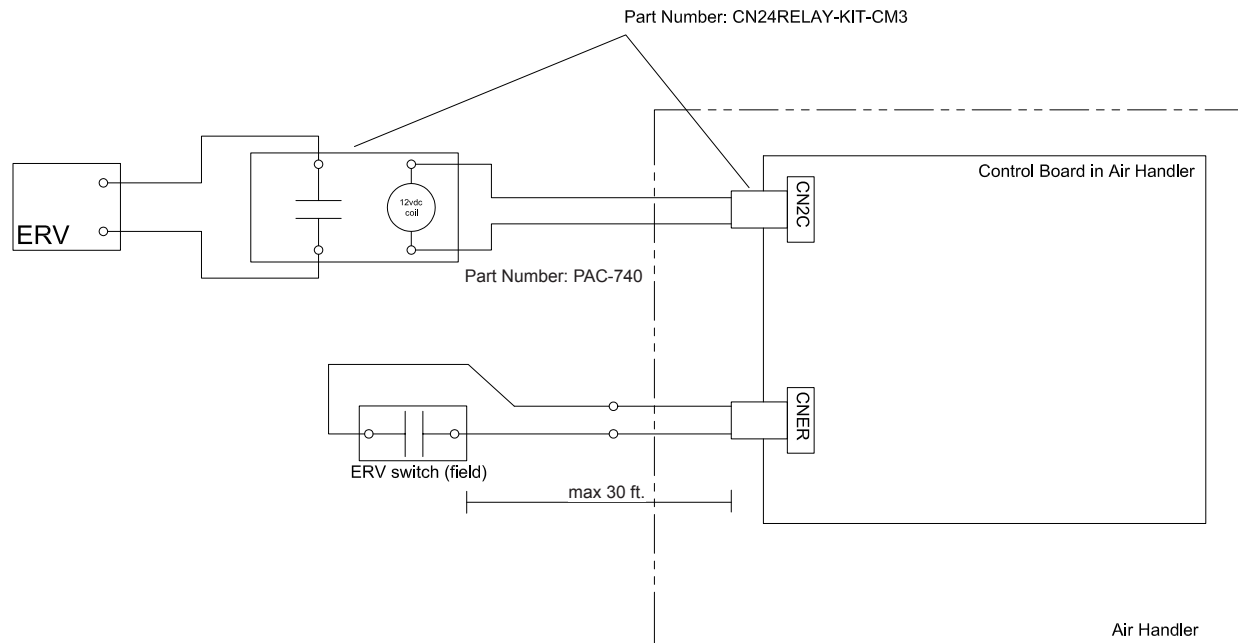 Part Number: CN24RELAY-KIT-CM3
Control Board in Air Handler
CN2C
12vdc
coil
ERV
Part Number: PAC-740
CNER
ERV switch (field)
max 30 ft.
Air Handler